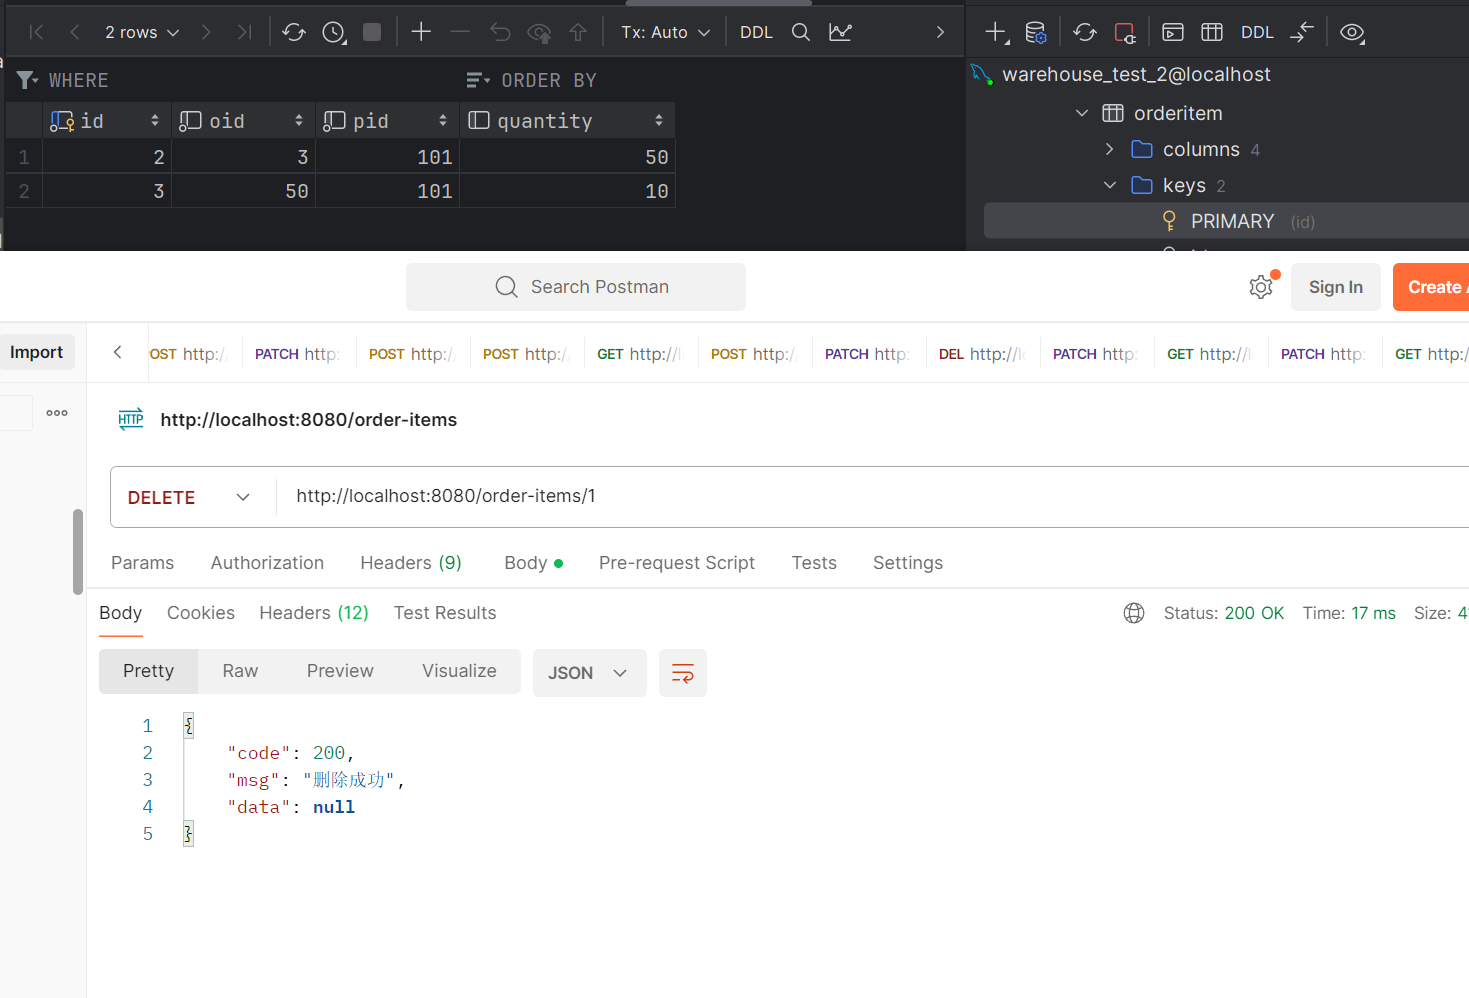 2 rows
Tx: Auto
DDL
DDL
WHERE
ORDER BY
id oid pid quantity
1 2 3 101 50
2 3 50 101 10
warehouse_test_2@localhost
orderitem
columns 4
keys 2
PRIMARY (id)
Search Postman
Sign In
Create
Import
OST http:/
PATCH http:
POST http:/
POST http:/
GET http://
POST http:/
PATCH http:
DEL http://
PATCH http:
GET http://
PATCH http:
GET http:/
HTTP http://localhost:8080/order-items
DELETE http://localhost:8080/order-items/1
Params Authorization Headers (9) Body Pre-request Script Tests Settings
Body Cookies Headers (12) Test Results
Status: 200 OK Time: 17 ms Size:
Pretty Raw Preview Visualize JSON
1 {
2 "code": 200,
3 "msg": "删除成功",
4 "data": null
5 }